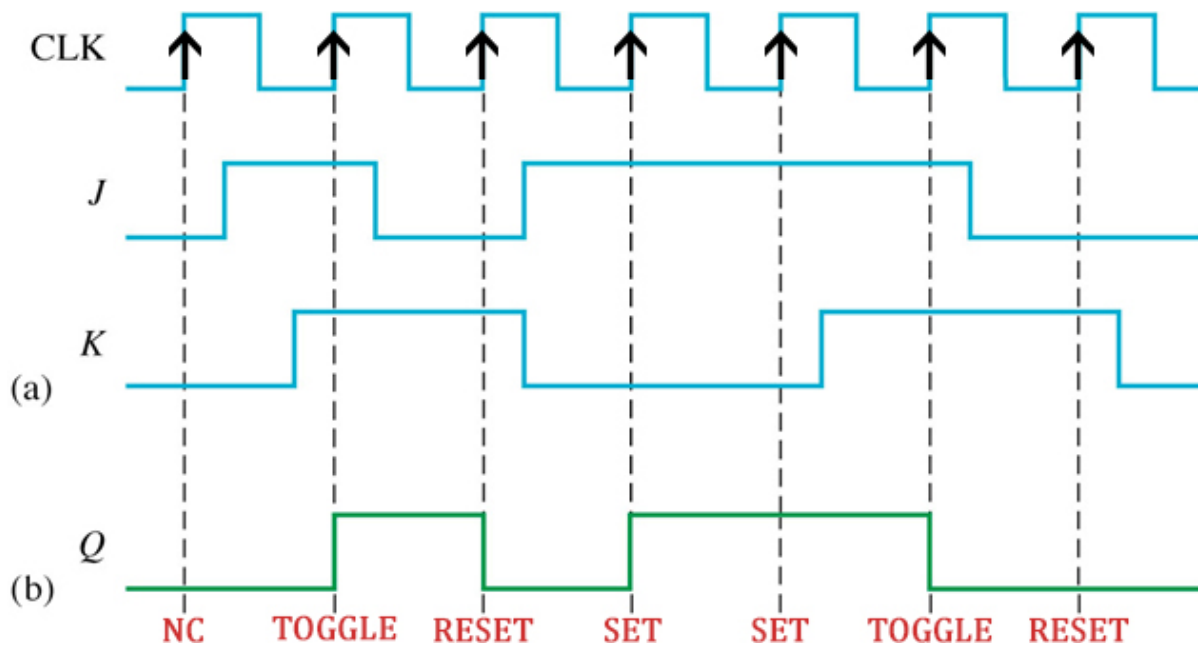 CLK
J
K
(a)
Q
(b)
NC TOGGLE RESET SET SET TOGGLE RESET